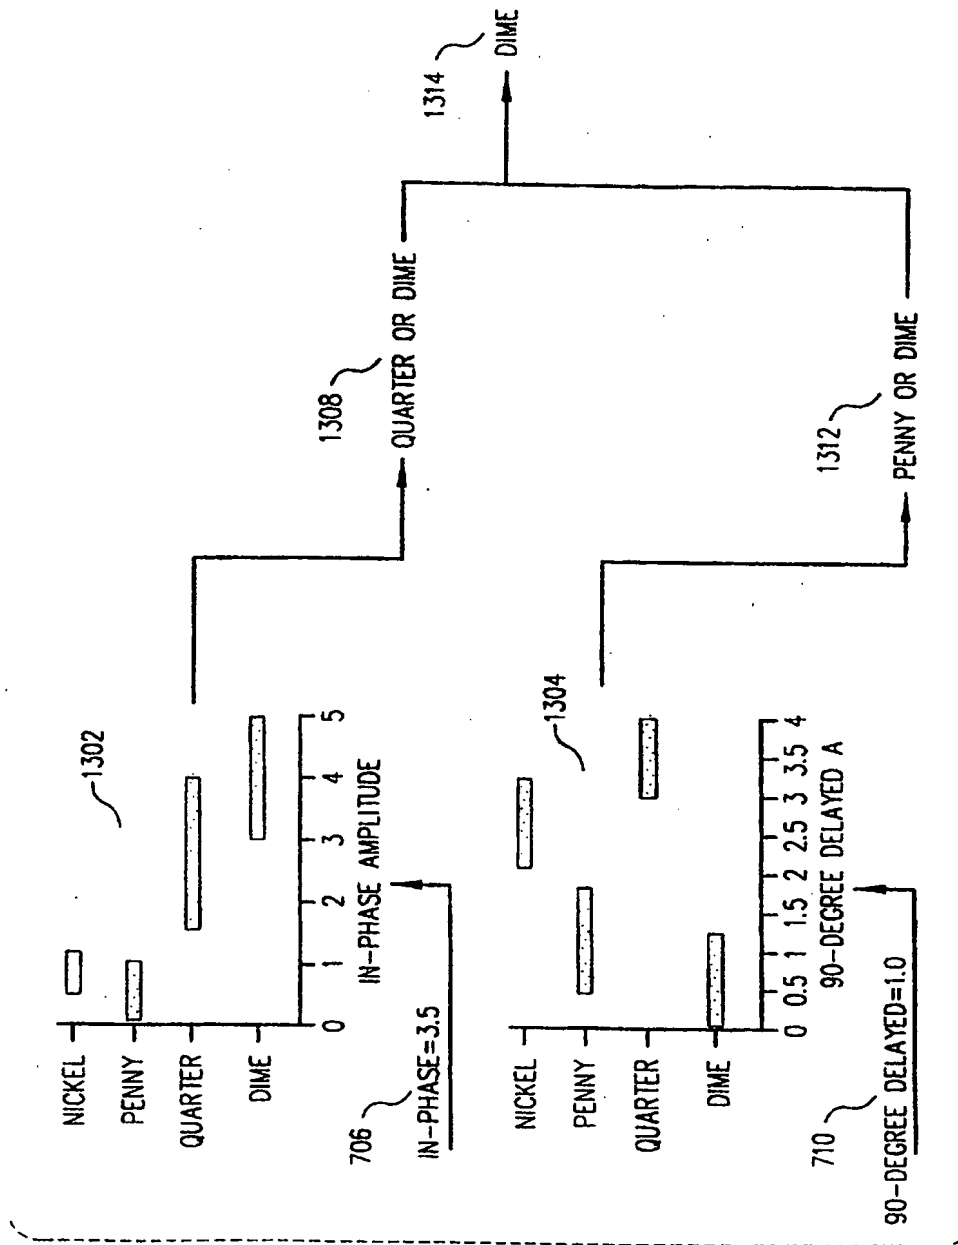 1302
NICKEL
PENNY
QUARTER
DIME
0 1 2 3 4 5
IN-PHASE AMPLITUDE
706
IN-PHASE=3.5
1308
QUARTER OR DIME
1314
DIME
1304
NICKEL
PENNY
QUARTER
DIME
0 0.5 1 1.5 2 2.5 3 3.5 4
90-DEGREE DELAYED A
710
90-DEGREE DELAYED=1.0
1312
PENNY OR DIME